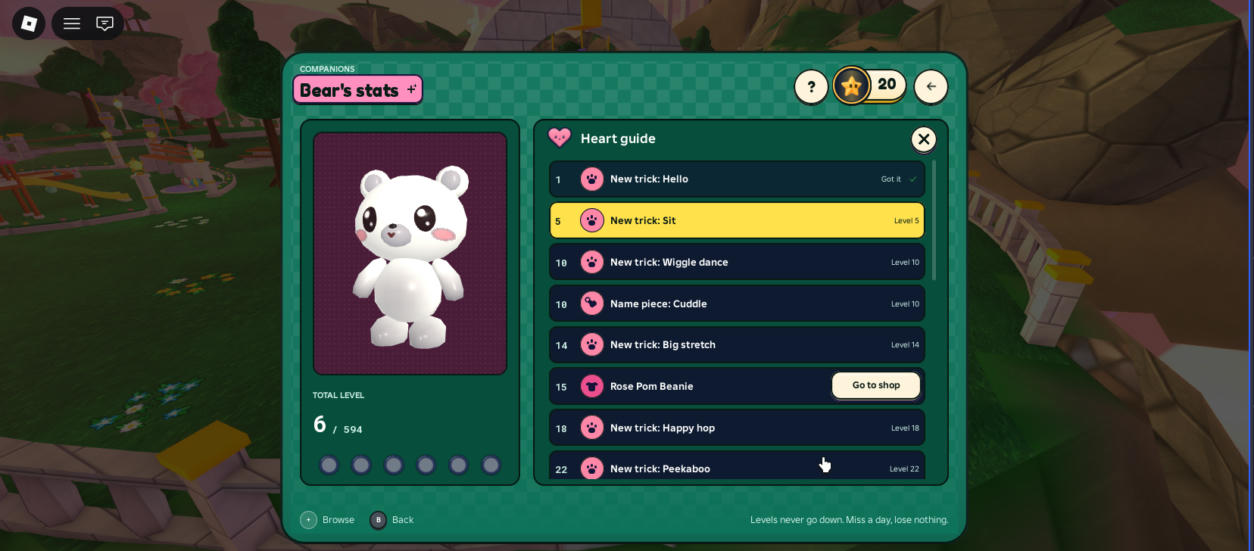 COMPANIONS
Bear's stats
?
20
Heart guide
1 New trick: Hello Got it
5 New trick: Sit Level 5
10 New trick: Wiggle dance Level 10
10 Name piece: Cuddle Level 10
14 New trick: Big stretch Level 14
15 Rose Pom Beanie Go to shop
18 New trick: Happy hop Level 18
22 New trick: Peekaboo Level 22
TOTAL LEVEL
6 / 594
Browse B Back Levels never go down. Miss a day, lose nothing.